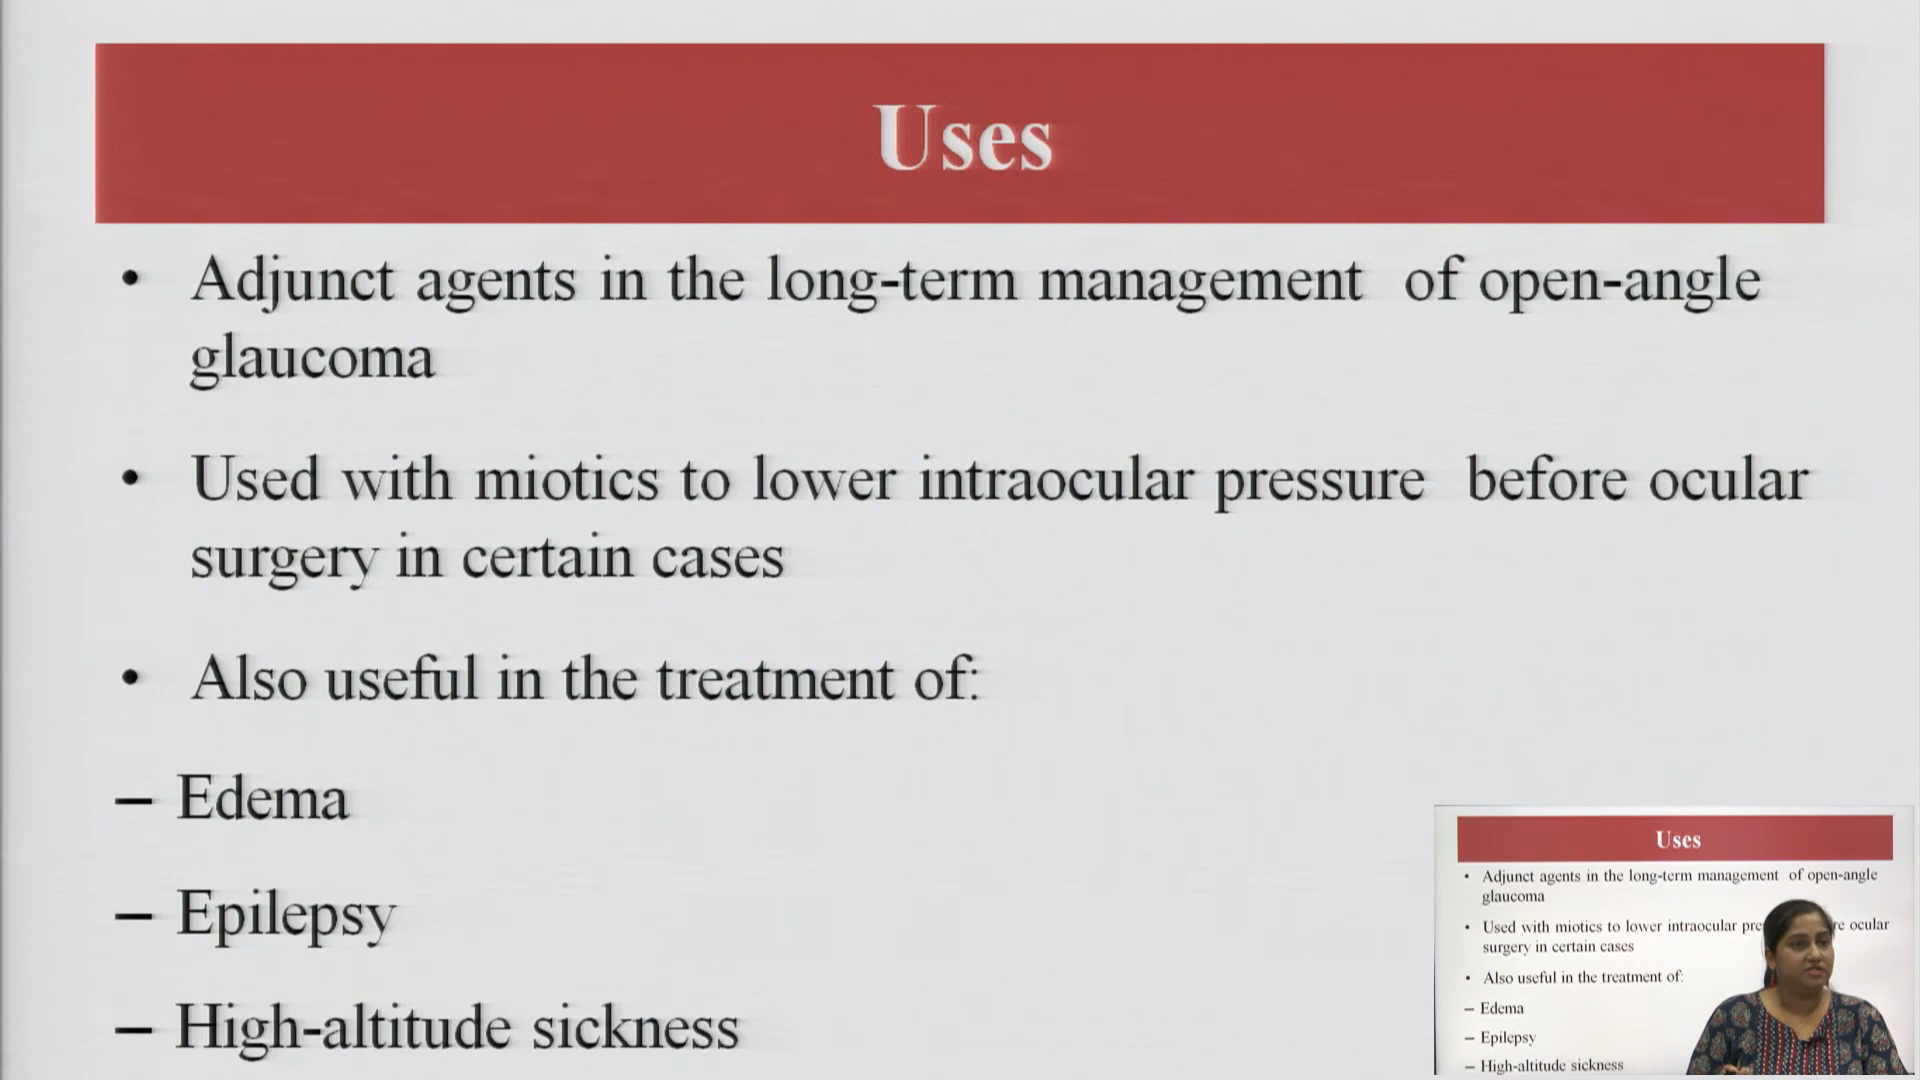 Uses
• Adjunct agents in the long-term management of open-angle
glaucoma
• Used with miotics to lower intraocular pressure before ocular
surgery in certain cases
• Also useful in the treatment of:
– Edema
– Epilepsy
– High-altitude sickness
Uses
• Adjunct agents in the long-term management of open-angle
glaucoma
• Used with miotics to lower intraocular ocular
surgery in certain cases
• Also useful in the treatment of:
– Edema
– Epilepsy
– High-altitude sickness